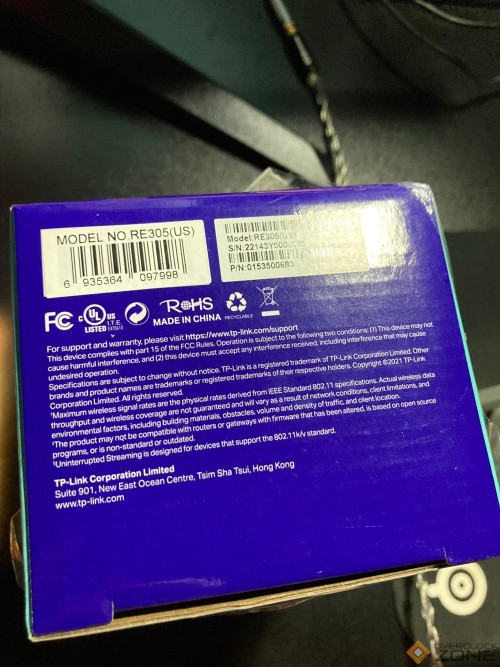 MODEL NO.RE305(US)
6 935364 097998
Model:RE305(US)
P/N:0153500683
FC c UL US LISTED I.T.E. E470610
RoHS
MADE IN CHINA
RECYCLABLE
For support and warranty, please visit https://www.tp-link.com/support
This device complies with part 15 of the FCC Rules. Operation is subject to the following two conditions: (1) This device may not
cause harmful interference, and (2) this device must accept any interference received, including interference that may cause
undesired operation.
Specifications are subject to change without notice. TP-Link is a registered trademark of TP-Link Corporation Limited. Other
brands and product names are trademarks or registered trademarks of their respective holders. Copyright ©2021 TP-Link
Corporation Limited. All rights reserved.
Maximum wireless signal rates are the physical rates derived from IEEE Standard 802.11 specifications. Actual wireless data
throughput and wireless coverage are not guaranteed and will vary as a result of network conditions, client limitations, and
environmental factors, including building materials, obstacles, volume and density of traffic, and client location.
The product may not be compatible with routers or gateways with firmware that has been altered, is based on open source
programs, or is non-standard or outdated.
Uninterrupted Streaming is designed for devices that support the 802.11k/v standard.
TP-Link Corporation Limited
Suite 901, New East Ocean Centre, Tsim Sha Tsui, Hong Kong
www.tp-link.com
OVERCLOCK
ZONE